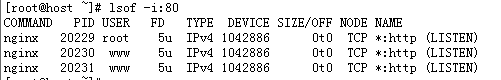 [root@host ~]# lsof -i:80
COMMAND   PID USER   FD   TYPE  DEVICE SIZE/OFF NODE NAME
nginx   20229 root    5u  IPv4 1042886      0t0  TCP *:http (LISTEN)
nginx   20230  www    5u  IPv4 1042886      0t0  TCP *:http (LISTEN)
nginx   20231  www    5u  IPv4 1042886      0t0  TCP *:http (LISTEN)